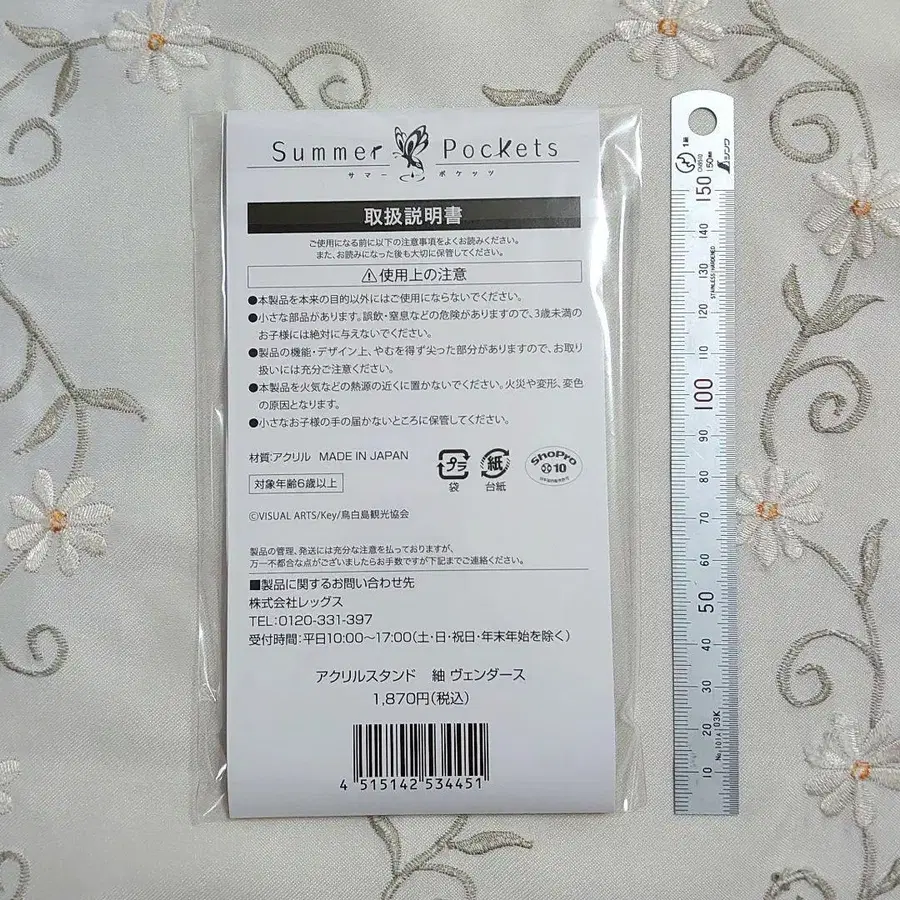 Summer Pockets
サマー ポケッツ
取扱説明書
ご使用になる前に以下の注意事項をよくお読みください。
また、お読みになった後も大切に保管してください。
⚠使用上の注意
●本製品を本来の目的以外にはご使用にならないでください。
●小さな部品があります。誤飲・窒息などの危険がありますので、3歳未満の
お子様には絶対に与えないでください。
●製品の機能・デザイン上、やむを得ず尖った部分がありますので、お取り
扱いには充分ご注意ください。
●本製品を火気などの熱源の近くに置かないでください。火災や変形、変色
の原因となります。
●小さなお子様の手の届かないところに保管してください。
材質:アクリル MADE IN JAPAN
プラ
袋
紙
台紙
ShoPro
10
対象年齢6歳以上
©VISUAL ARTS/Key/鳥白島観光協会
製品の管理、発送には充分な注意を払っておりますが、
万一不都合な点がございましたらお手数ですが下記までご連絡ください。
■製品に関するお問い合わせ先
株式会社レッグス
TEL:0120-331-397
受付時間:平日10:00〜17:00(土・日・祝日・年末年始を除く)
アクリルスタンド 紬 ヴェンダース
1,870円(税込)
4 515142 534451
1級
150mm
シンワ
150
140
130
120
110
100
90
80
70
60
50
40
30
20
10
STAINLESS HARDENED
No.101A 03K